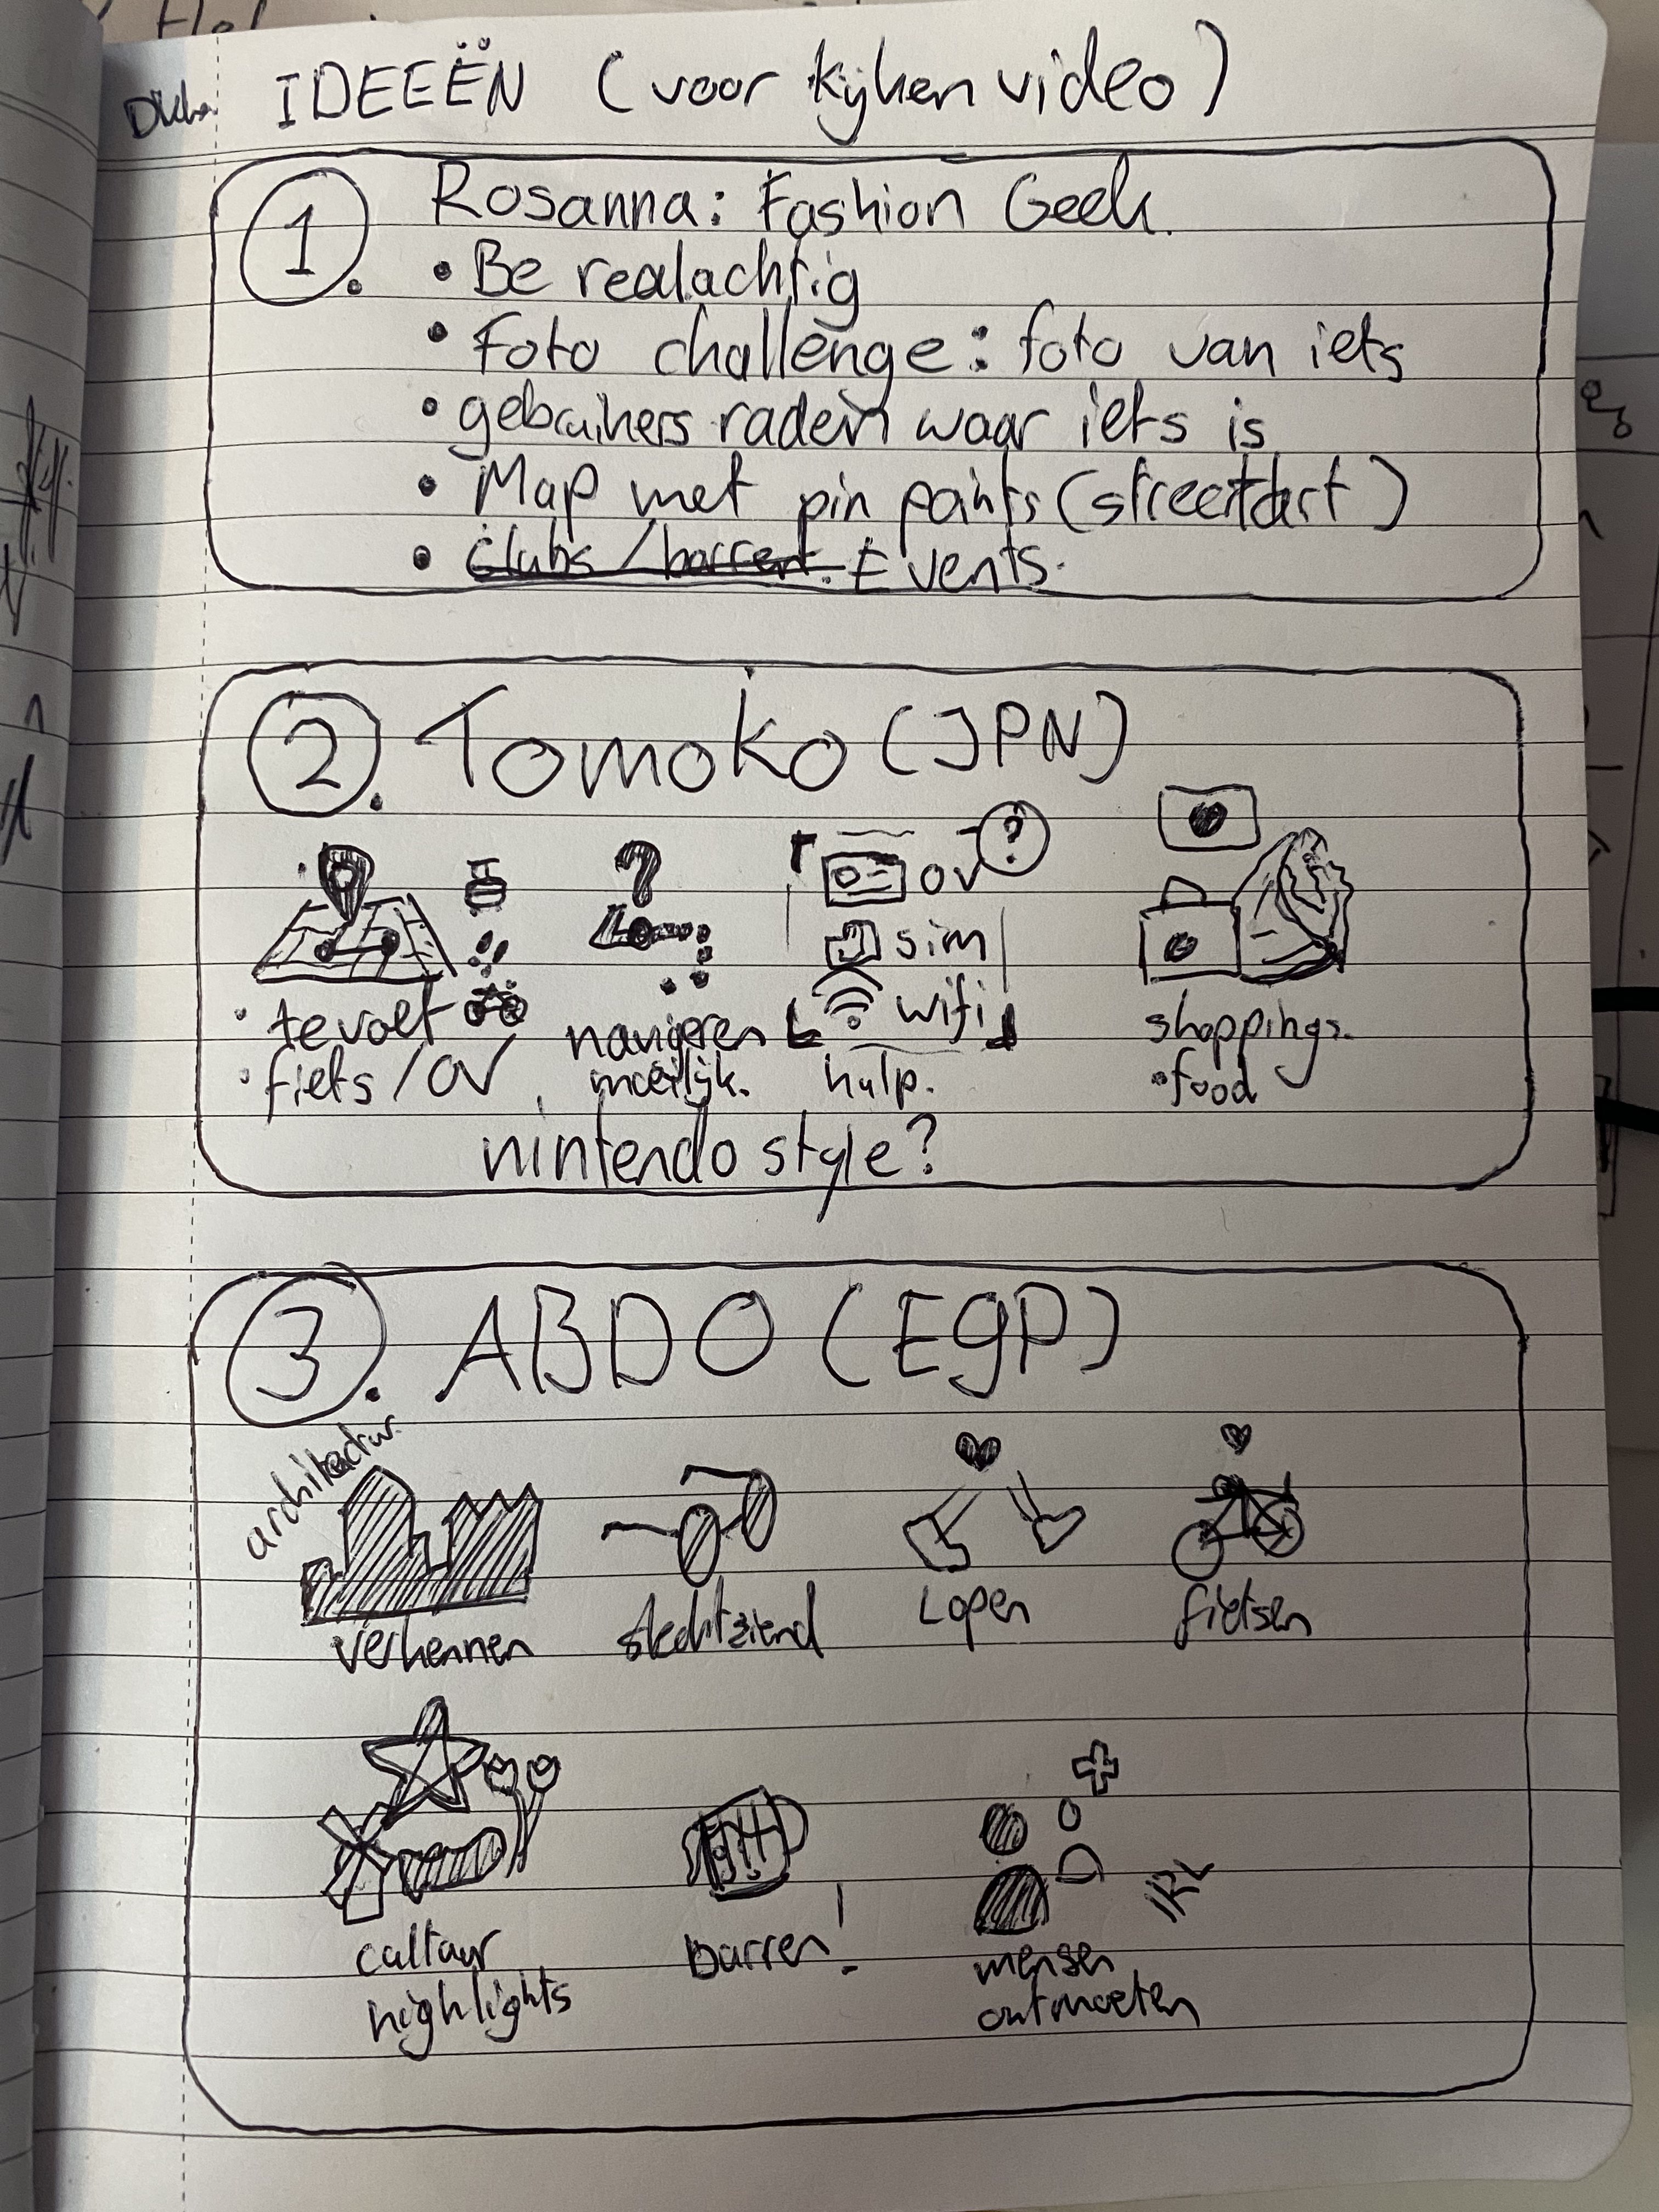 IDEEËN (voor kijken video)
1. Rosanna: Fashion Geek.
• Be realachtig
• Foto challenge: foto van iets
• gebruikers raden waar iets is
• Map met pin points (streetart)
• Clubs / barren. Events.
2. Tomoko (JPN)
?
? OV
sim
wifi
• te voet
• fiets / OV
navigeren
moeilijk.
hulp.
shoppings.
• food
nintendo style?
3. ABDO (EGP)
architectuur
verkennen
slechtziend
Lopen
fietsen
IRL
cultuur
highlights
barren!
mensen
ontmoeten